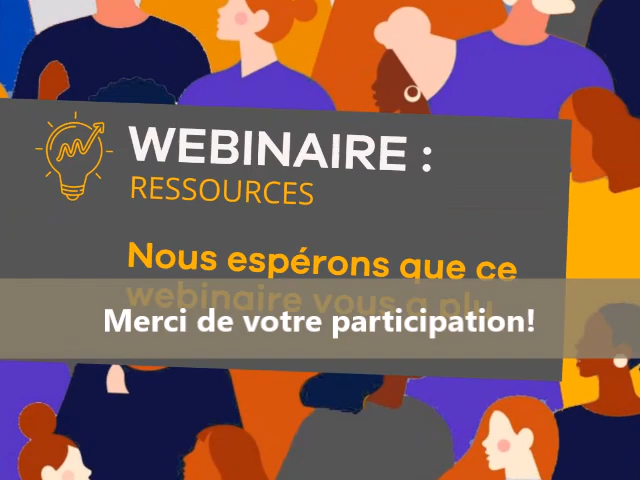 WEBINAIRE :
RESSOURCES
Nous espérons que ce
webinaire vous a plu
Merci de votre participation!